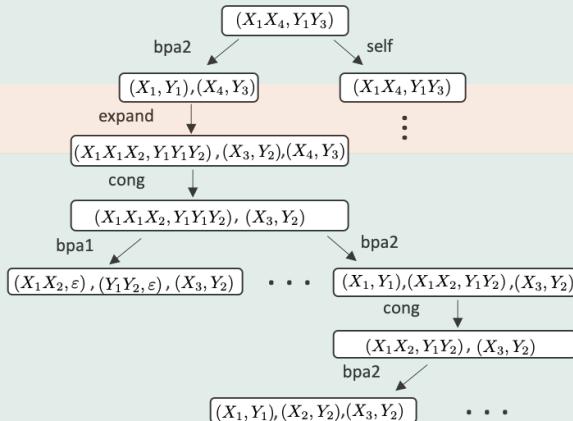 (X₁X₄, Y₁Y₃)
bpa2 self
(X₁, Y₁),(X₄, Y₃) (X₁X₄, Y₁Y₃)
expand
(X₁X₁X₂, Y₁Y₁Y₂) , (X₃, Y₂),(X₄, Y₃)
cong
(X₁X₁X₂, Y₁Y₁Y₂), (X₃, Y₂)
bpa1 bpa2
(X₁X₂, ε) , (Y₁Y₂, ε), (X₃, Y₂) · · · (X₁, Y₁),(X₁X₂, Y₁Y₂),(X₃, Y₂)
cong
(X₁X₂, Y₁Y₂) , (X₃, Y₂)
bpa2
(X₁, Y₁), (X₂, Y₂),(X₃, Y₂) · · ·